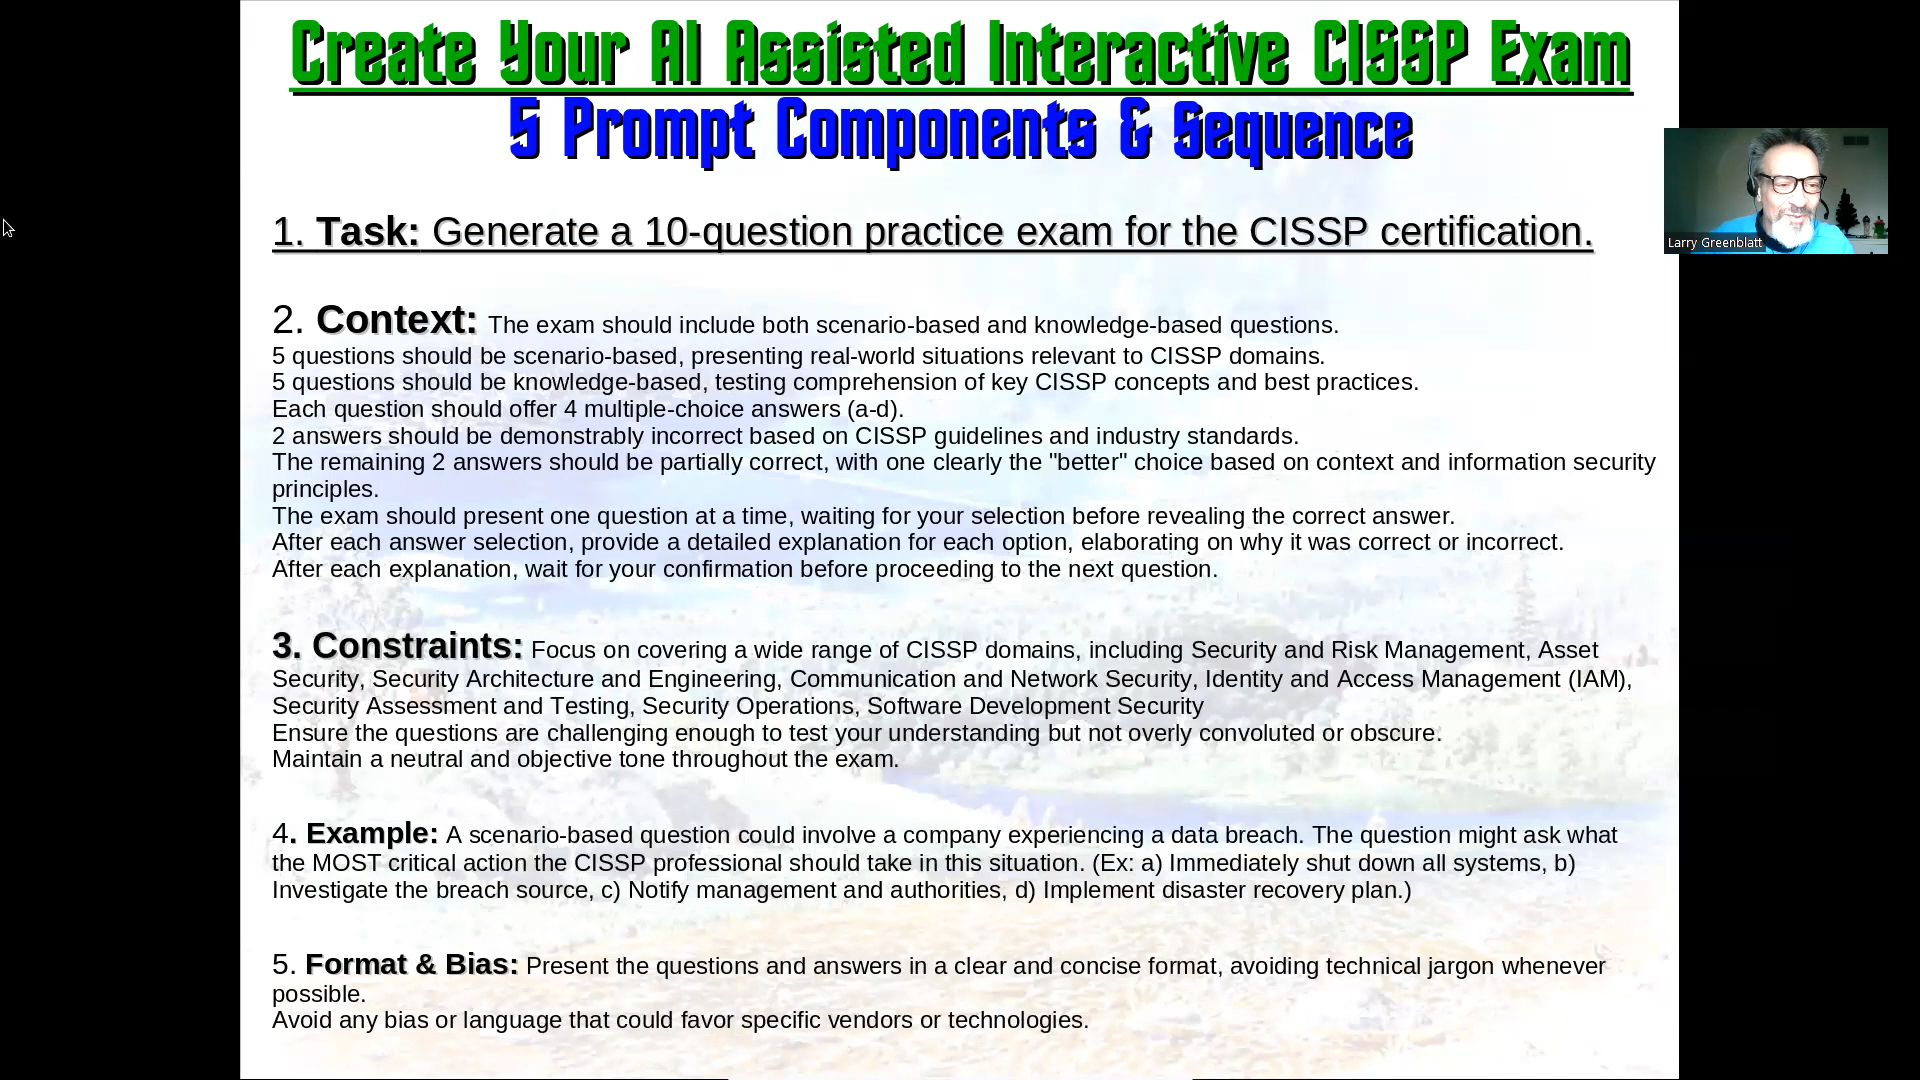 Create Your AI Assisted Interactive CISSP Exam
5 Prompt Components & Sequence
1. Task: Generate a 10-question practice exam for the CISSP certification.
Larry Greenblatt
2. Context: The exam should include both scenario-based and knowledge-based questions.
5 questions should be scenario-based, presenting real-world situations relevant to CISSP domains.
5 questions should be knowledge-based, testing comprehension of key CISSP concepts and best practices.
Each question should offer 4 multiple-choice answers (a-d).
2 answers should be demonstrably incorrect based on CISSP guidelines and industry standards.
The remaining 2 answers should be partially correct, with one clearly the "better" choice based on context and information security
principles.
The exam should present one question at a time, waiting for your selection before revealing the correct answer.
After each answer selection, provide a detailed explanation for each option, elaborating on why it was correct or incorrect.
After each explanation, wait for your confirmation before proceeding to the next question.
3. Constraints: Focus on covering a wide range of CISSP domains, including Security and Risk Management, Asset
Security, Security Architecture and Engineering, Communication and Network Security, Identity and Access Management (IAM),
Security Assessment and Testing, Security Operations, Software Development Security
Ensure the questions are challenging enough to test your understanding but not overly convoluted or obscure.
Maintain a neutral and objective tone throughout the exam.
4. Example: A scenario-based question could involve a company experiencing a data breach. The question might ask what
the MOST critical action the CISSP professional should take in this situation. (Ex: a) Immediately shut down all systems, b)
Investigate the breach source, c) Notify management and authorities, d) Implement disaster recovery plan.)
5. Format & Bias: Present the questions and answers in a clear and concise format, avoiding technical jargon whenever
possible.
Avoid any bias or language that could favor specific vendors or technologies.